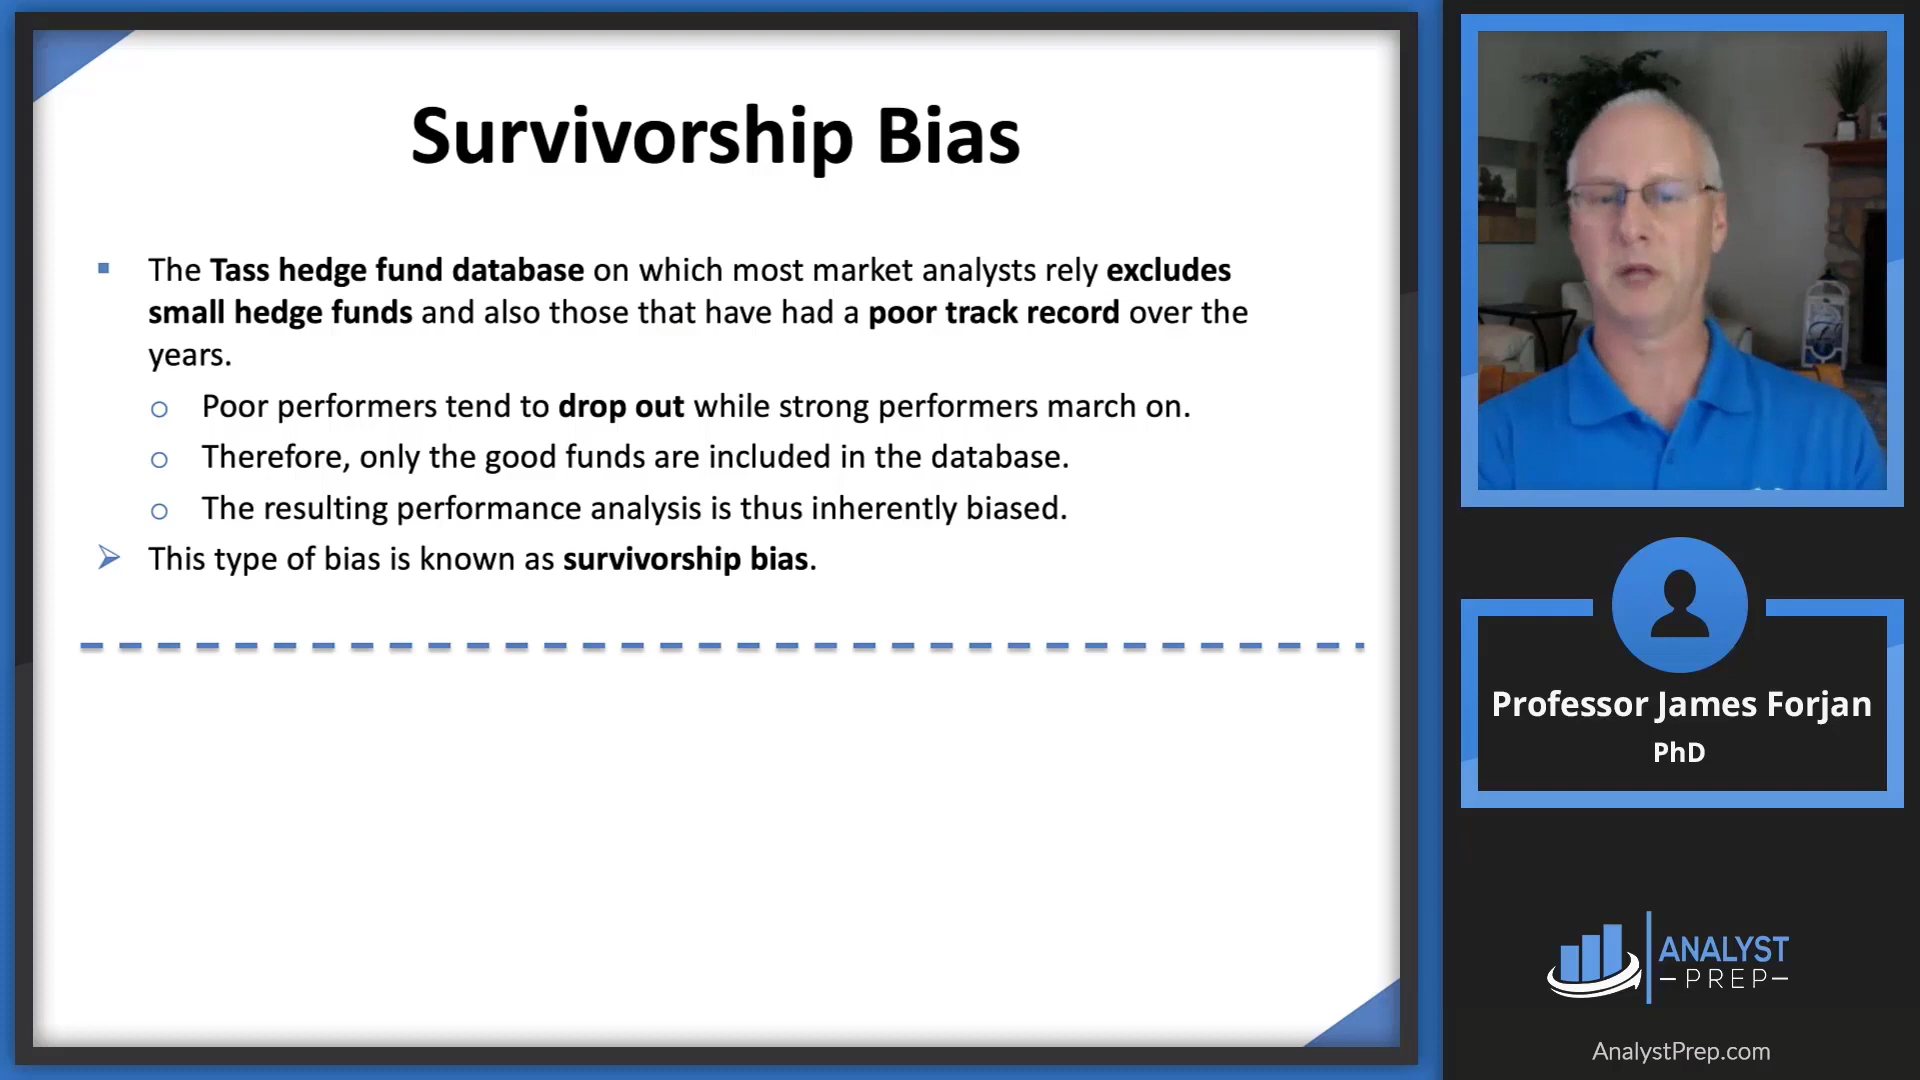 Survivorship Bias
The Tass hedge fund database on which most market analysts rely excludes
small hedge funds and also those that have had a poor track record over the
years.
Poor performers tend to drop out while strong performers march on.
Therefore, only the good funds are included in the database.
The resulting performance analysis is thus inherently biased.
This type of bias is known as survivorship bias.
Professor James Forjan
PhD
ANALYST
PREP
AnalystPrep.com